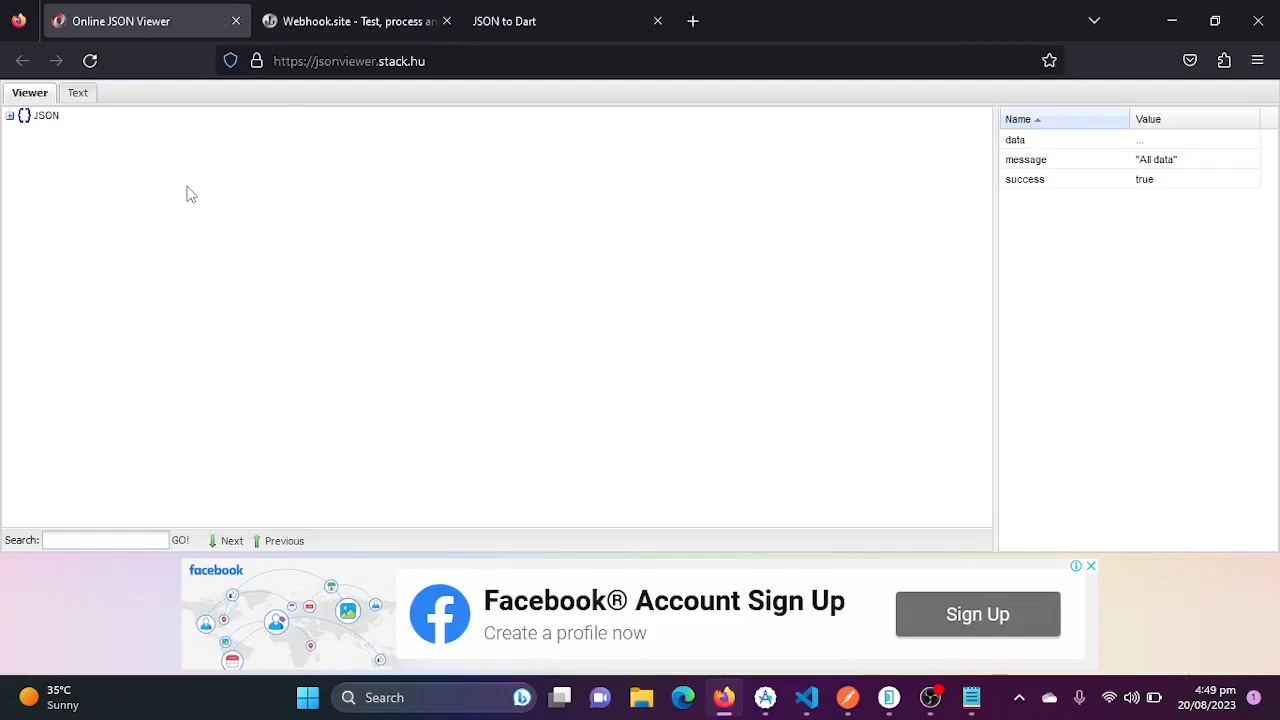 Online JSON Viewer
Webhook.site - Test, process an
JSON to Dart
https://jsonviewer.stack.hu
Viewer
Text
JSON
Name
Value
data
...
message
"All data"
success
true
Search:
GO!
Next
Previous
facebook
Facebook® Account Sign Up
Create a profile now
Sign Up
35°C
Sunny
Search
4:49 pm
20/08/2023
1